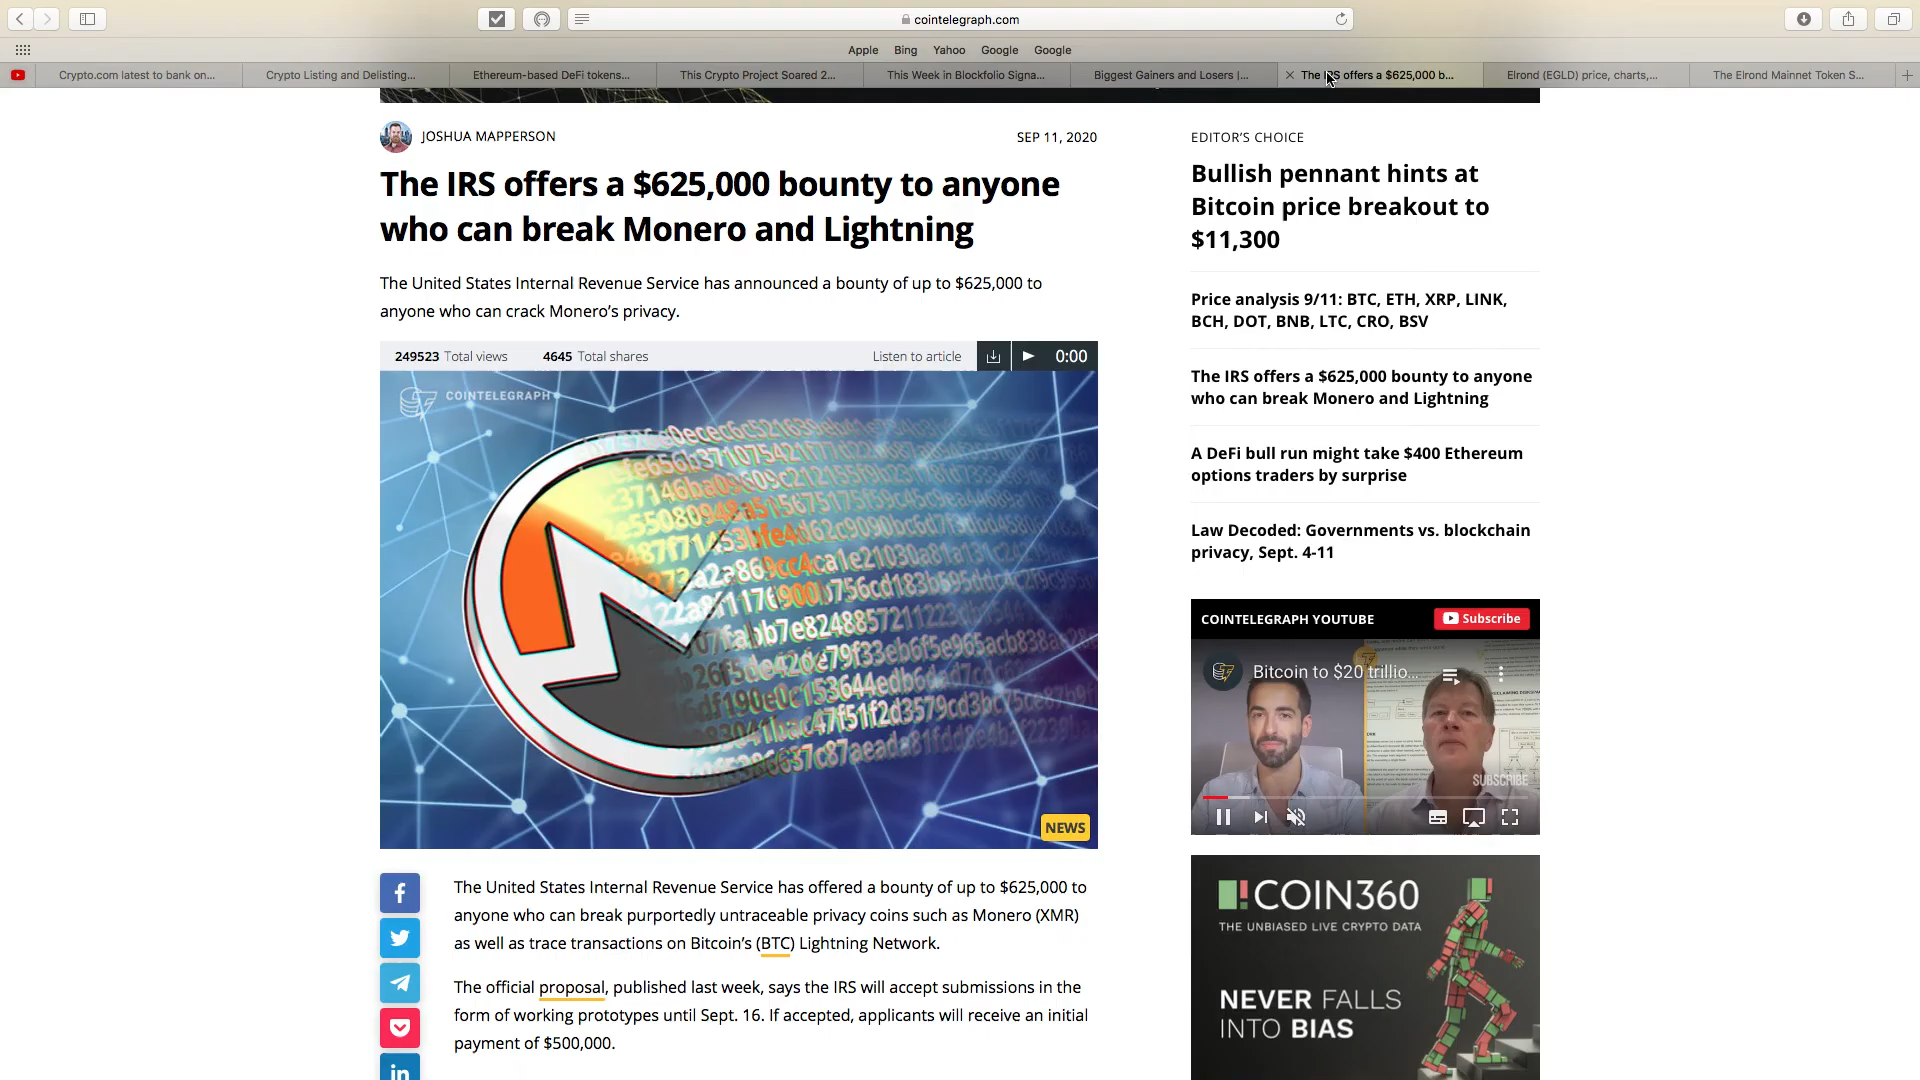 cointelegraph.com
Apple Bing Yahoo Google Google
Crypto.com latest to bank on...
Crypto Listing and Delisting...
Ethereum-based DeFi tokens...
This Crypto Project Soared 2...
This Week in Blockfolio Signa...
Biggest Gainers and Losers |...
The IRS offers a $625,000 b...
Elrond (EGLD) price, charts,...
The Elrond Mainnet Token S...
JOSHUA MAPPERSON
SEP 11, 2020
The IRS offers a $625,000 bounty to anyone
who can break Monero and Lightning
The United States Internal Revenue Service has announced a bounty of up to $625,000 to
anyone who can crack Monero's privacy.
249523 Total views 4645 Total shares
Listen to article
0:00
COINTELEGRAPH
NEWS
The United States Internal Revenue Service has offered a bounty of up to $625,000 to
anyone who can break purportedly untraceable privacy coins such as Monero (XMR)
as well as trace transactions on Bitcoin's (BTC) Lightning Network.
The official proposal, published last week, says the IRS will accept submissions in the
form of working prototypes until Sept. 16. If accepted, applicants will receive an initial
payment of $500,000.
EDITOR'S CHOICE
Bullish pennant hints at
Bitcoin price breakout to
$11,300
Price analysis 9/11: BTC, ETH, XRP, LINK,
BCH, DOT, BNB, LTC, CRO, BSV
The IRS offers a $625,000 bounty to anyone
who can break Monero and Lightning
A DeFi bull run might take $400 Ethereum
options traders by surprise
Law Decoded: Governments vs. blockchain
privacy, Sept. 4-11
COINTELEGRAPH YOUTUBE
Subscribe
Bitcoin to $20 trillio...
SUBSCRIBE
COIN360
THE UNBIASED LIVE CRYPTO DATA
NEVER FALLS
INTO BIAS